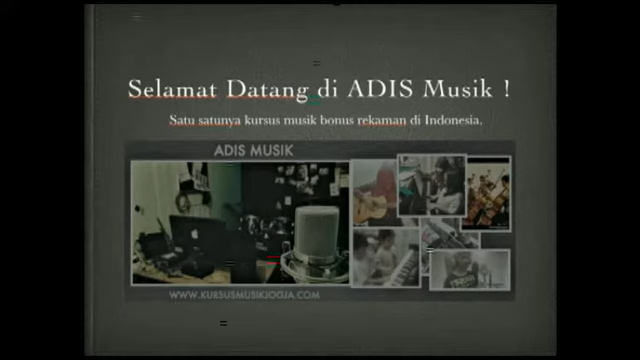 Selamat Datang di ADIS Musik !
Satu satunya kursus musik bonus rekaman di Indonesia.
ADIS MUSIK
WWW.KURSUSMUSIKJOGJA.COM